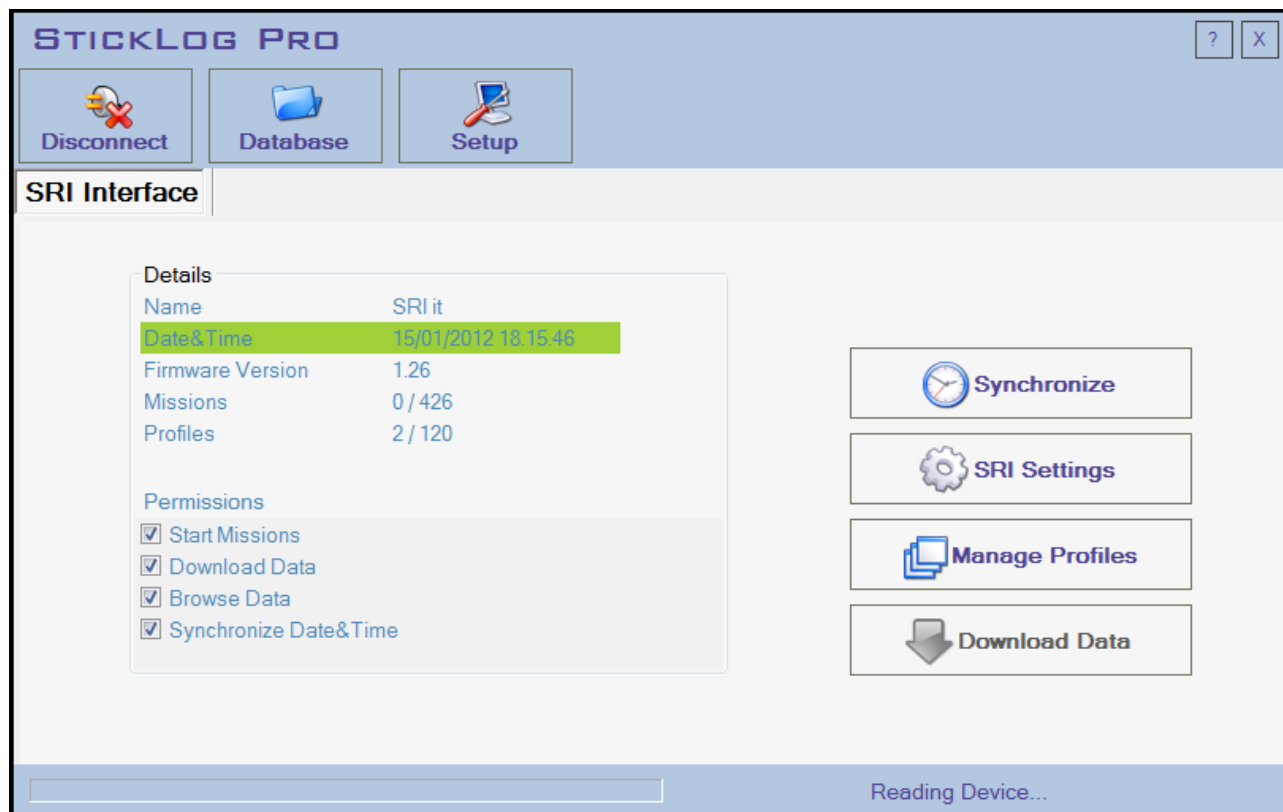 STICKLOG PRO
? X
Disconnect Database Setup
SRI Interface
Details
Name SRI it
Date&Time 15/01/2012 18.15.46
Firmware Version 1.26
Missions 0 / 426
Profiles 2 / 120
Permissions
Start Missions
Download Data
Browse Data
Synchronize Date&Time
Synchronize
SRI Settings
Manage Profiles
Download Data
Reading Device...